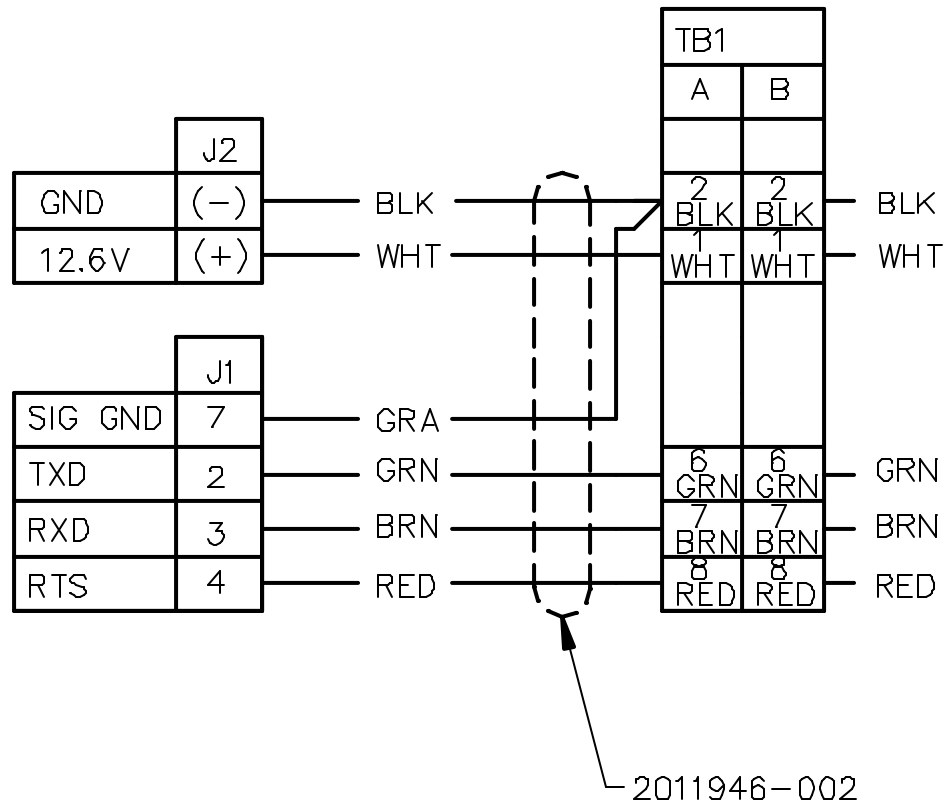 TB1
A B
J2
GND (-) BLK 2 2 BLK
BLK BLK
12.6V (+) WHT 1 1 WHT
WHT WHT
J1
SIG GND 7 GRA
TXD 2 GRN 6 6 GRN
GRN GRN
RXD 3 BRN 7 7 BRN
BRN BRN
RTS 4 RED 8 8 RED
RED RED
2011946-002